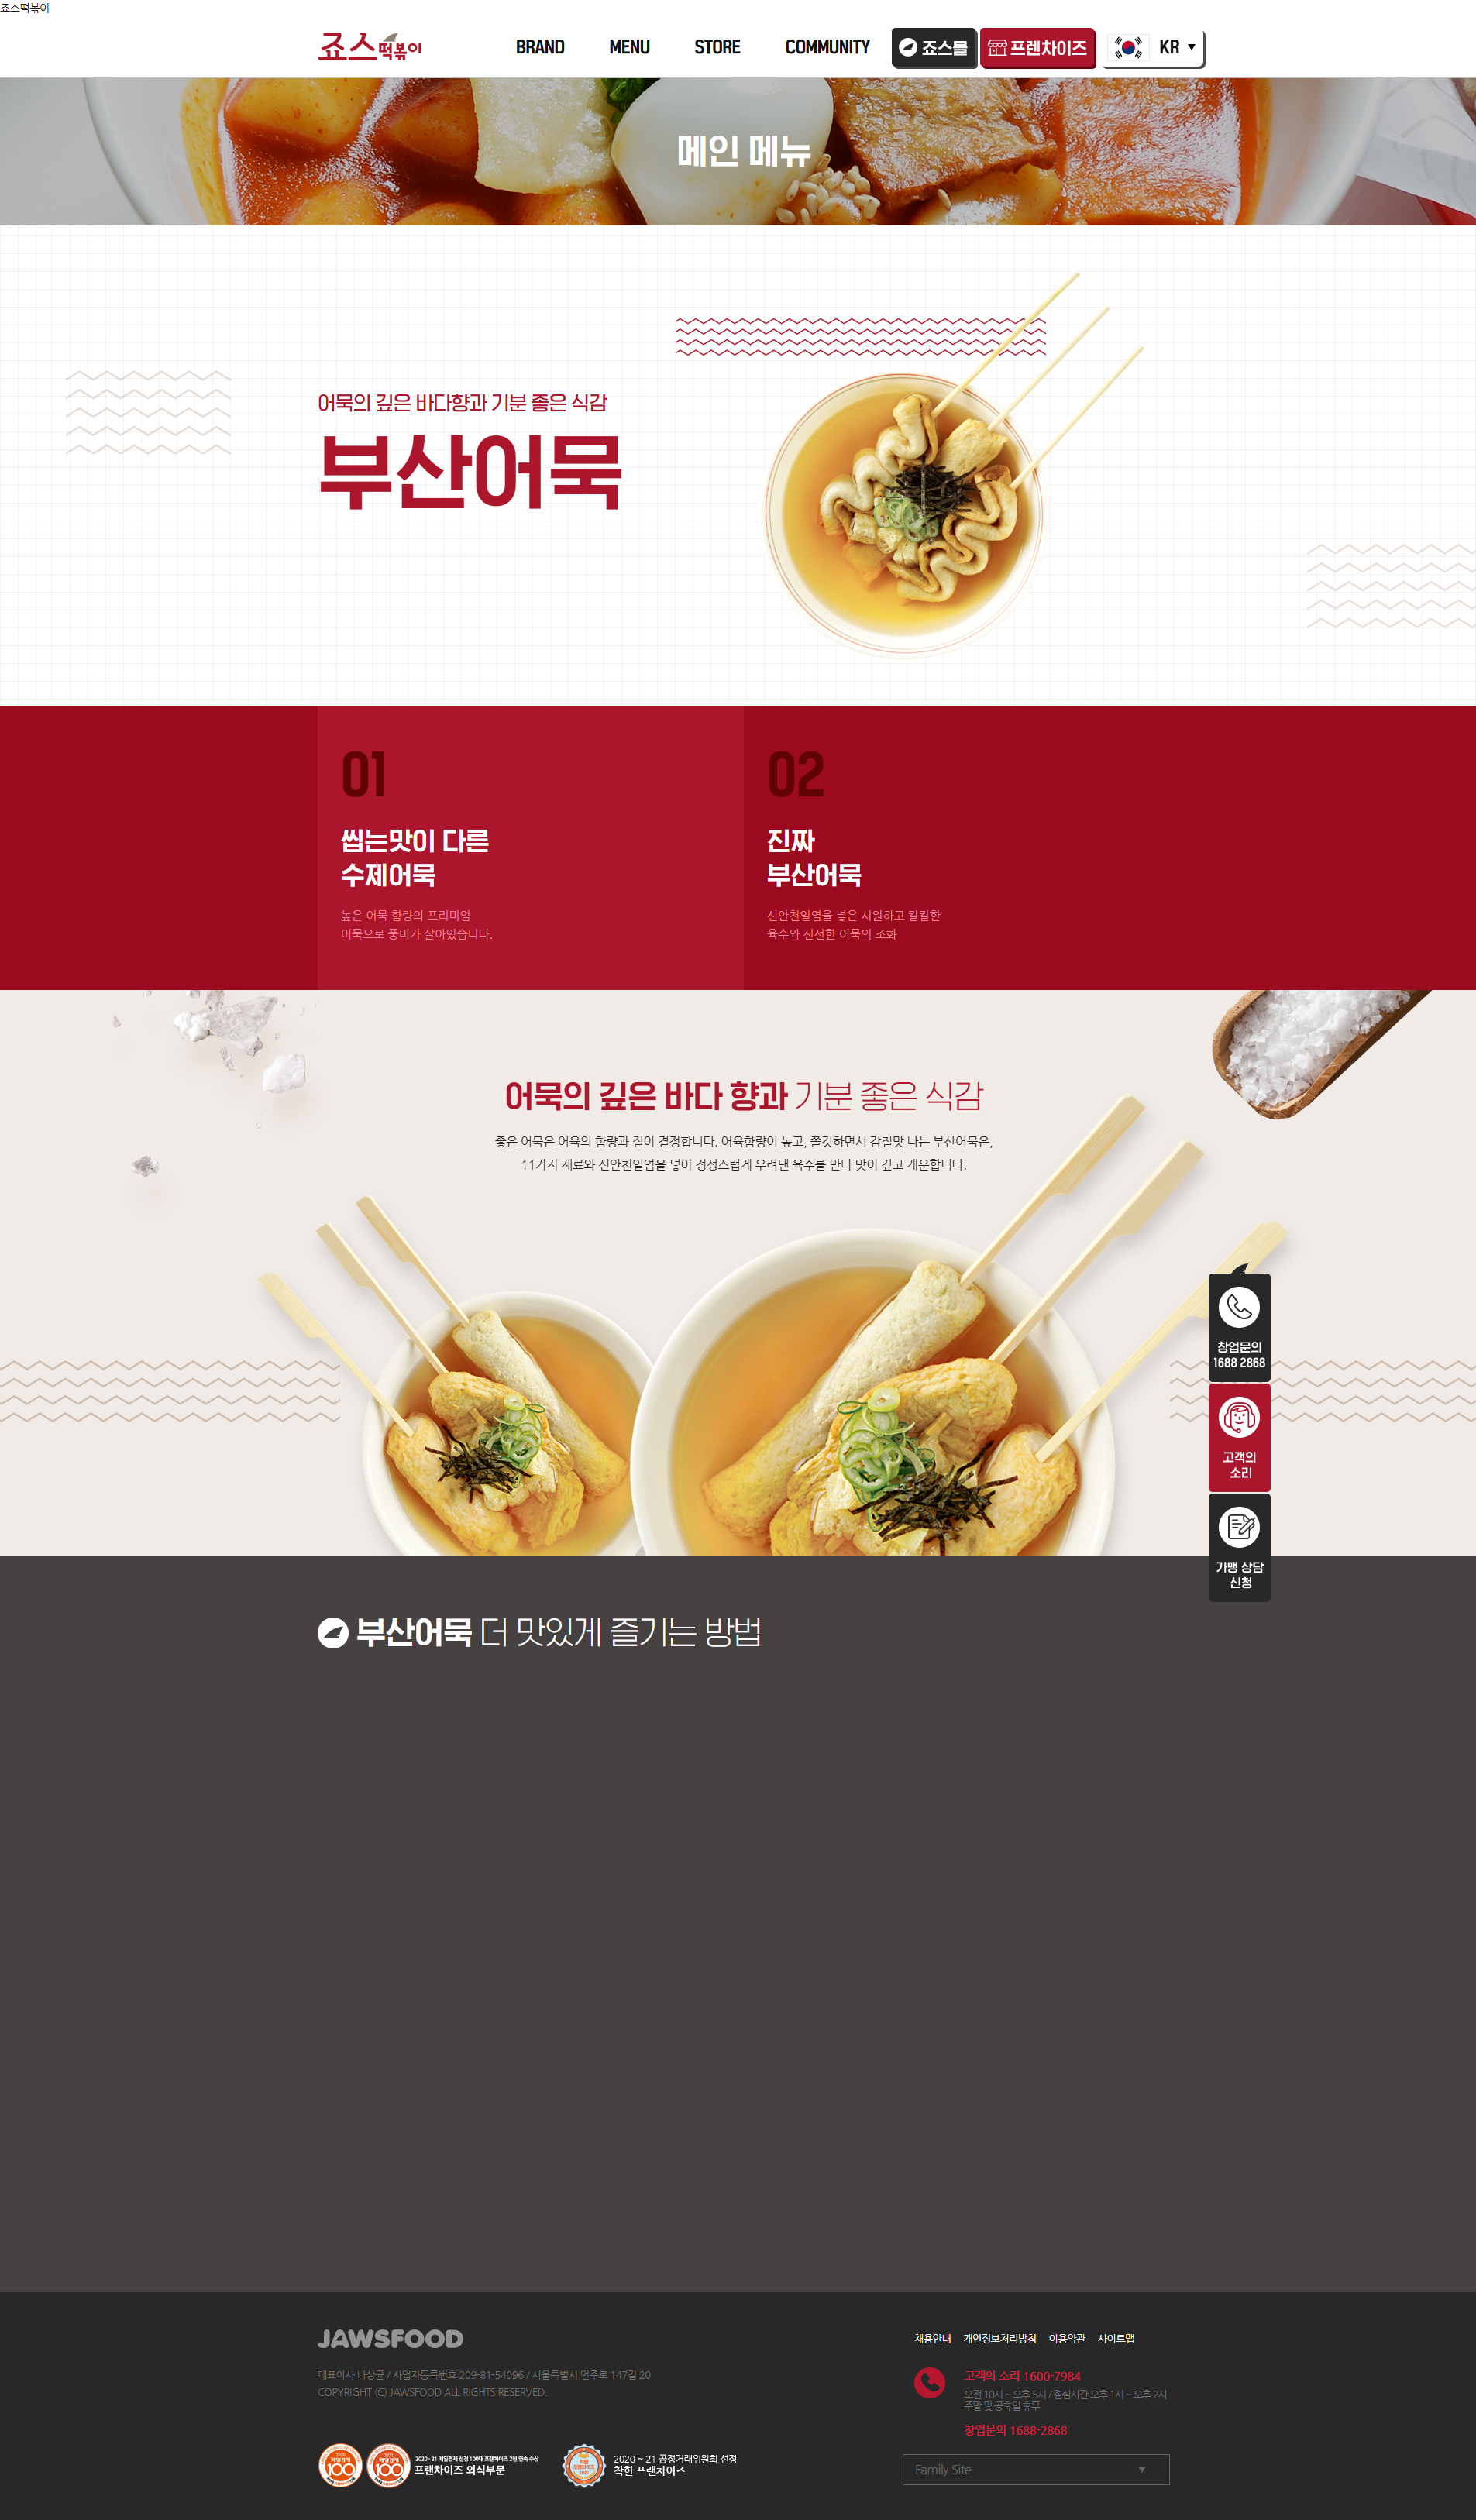 죠스떡볶이
죠스떡볶이
BRAND
MENU
STORE
COMMUNITY
죠스몰
프렌차이즈
KR
메인 메뉴
어묵의 깊은 바다향과 기분 좋은 식감
부산어묵
01
씹는맛이 다른
수제어묵
높은 어묵 함량의 프리미엄
어묵으로 풍미가 살아있습니다.
02
진짜
부산어묵
신안천일염을 넣은 시원하고 칼칼한
육수와 신선한 어묵의 조화
어묵의 깊은 바다 향과 기분 좋은 식감
좋은 어묵은 어육의 함량과 질이 결정합니다. 어육함량이 높고, 쫄깃하면서 감칠맛 나는 부산어묵은,
11가지 재료와 신안천일염을 넣어 정성스럽게 우려낸 육수를 만나 맛이 깊고 개운합니다.
창업문의
1688 2868
고객의
소리
가맹 상담
신청
부산어묵 더 맛있게 즐기는 방법
JAWSFOOD
대표이사 나상균 / 사업자등록번호 209-81-54096 / 서울특별시 언주로 147길 20
COPYRIGHT (C) JAWSFOOD ALL RIGHTS RESERVED.
2020 - 21 매일경제 선정 100대 프랜차이즈 2년 연속 수상
프랜차이즈 외식부문
2020 ~ 21 공정거래위원회 선정
착한 프랜차이즈
채용안내
개인정보처리방침
이용약관
사이트맵
고객의 소리 1600-7984
오전 10시 ~ 오후 5시 / 점심시간 오후 1시 ~ 오후 2시
주말 및 공휴일 휴무
창업문의 1688-2868
Family Site